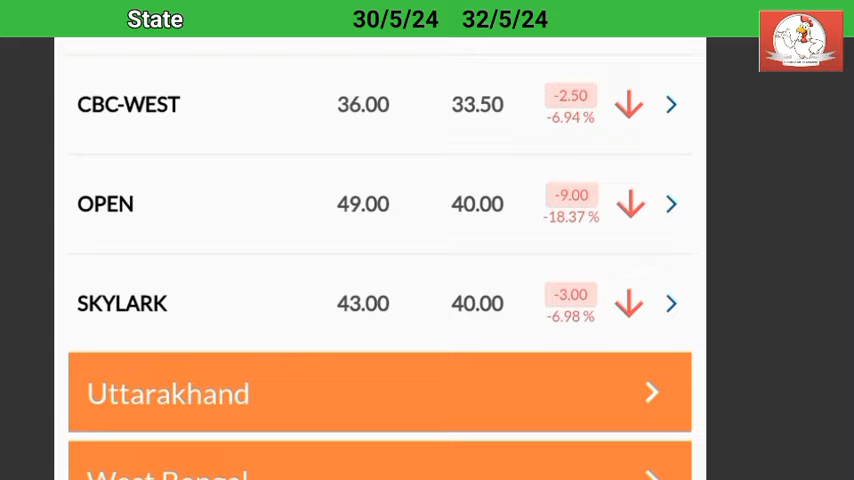 State 30/5/24 32/5/24
CBC-WEST 36.00 33.50 -2.50
-6.94 %
OPEN 49.00 40.00 -9.00
-18.37 %
SKYLARK 43.00 40.00 -3.00
-6.98 %
Uttarakhand
West Bengal